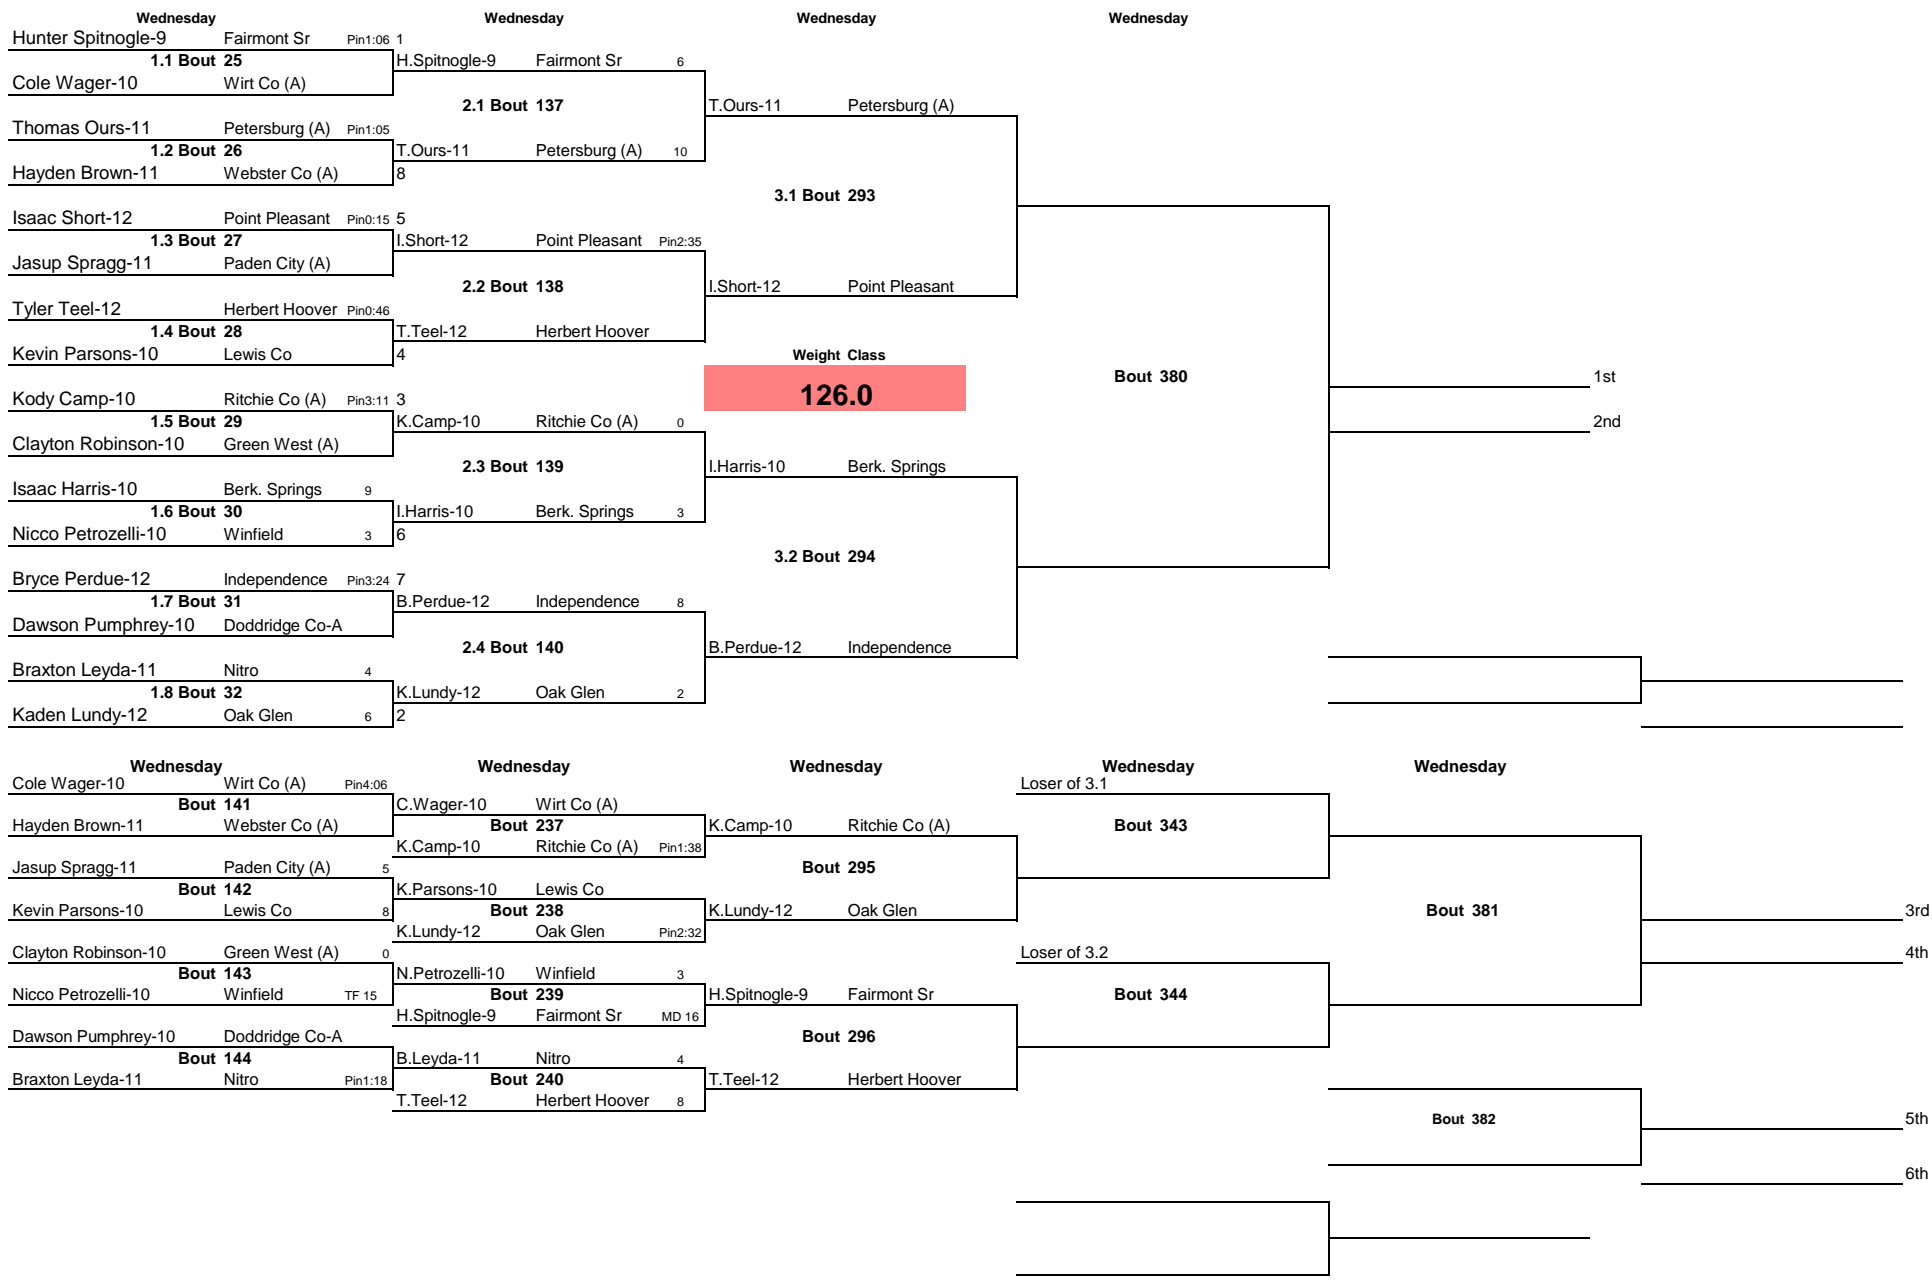 Wednesday Wednesday Wednesday Wednesday
Hunter Spitnogle-9 Fairmont Sr Pin1:06 1
1.1 Bout 25 H.Spitnogle-9 Fairmont Sr 6
Cole Wager-10 Wirt Co (A)
2.1 Bout 137 T.Ours-11 Petersburg (A)
Thomas Ours-11 Petersburg (A) Pin1:05
1.2 Bout 26 T.Ours-11 Petersburg (A) 10
Hayden Brown-11 Webster Co (A) 8
3.1 Bout 293
Isaac Short-12 Point Pleasant Pin0:15 5
1.3 Bout 27 I.Short-12 Point Pleasant Pin2:35
Jasup Spragg-11 Paden City (A)
2.2 Bout 138 I.Short-12 Point Pleasant
Tyler Teel-12 Herbert Hoover Pin0:46
1.4 Bout 28 T.Teel-12 Herbert Hoover
Kevin Parsons-10 Lewis Co 4 Weight Class
Bout 380 1st
126.0
Kody Camp-10 Ritchie Co (A) Pin3:11 3
1.5 Bout 29 K.Camp-10 Ritchie Co (A) 0 2nd
Clayton Robinson-10 Green West (A)
2.3 Bout 139 I.Harris-10 Berk. Springs
Isaac Harris-10 Berk. Springs 9
1.6 Bout 30 I.Harris-10 Berk. Springs 3
Nicco Petrozelli-10 Winfield 3 6
3.2 Bout 294
Bryce Perdue-12 Independence Pin3:24 7
1.7 Bout 31 B.Perdue-12 Independence 8
Dawson Pumphrey-10 Doddridge Co-A
2.4 Bout 140 B.Perdue-12 Independence
Braxton Leyda-11 Nitro 4
1.8 Bout 32 K.Lundy-12 Oak Glen 2
Kaden Lundy-12 Oak Glen 6 2
Wednesday Wednesday Wednesday Wednesday Wednesday
Cole Wager-10 Wirt Co (A) Pin4:06 Loser of 3.1
Bout 141 C.Wager-10 Wirt Co (A)
Hayden Brown-11 Webster Co (A) Bout 237 K.Camp-10 Ritchie Co (A) Bout 343
K.Camp-10 Ritchie Co (A) Pin1:38
Jasup Spragg-11 Paden City (A) 5 Bout 295
Bout 142 K.Parsons-10 Lewis Co
Kevin Parsons-10 Lewis Co 8 Bout 238 K.Lundy-12 Oak Glen Bout 381 3rd
K.Lundy-12 Oak Glen Pin2:32
Clayton Robinson-10 Green West (A) 0 Loser of 3.2 4th
Bout 143 N.Petrozelli-10 Winfield 3
Nicco Petrozelli-10 Winfield TF 15 Bout 239 H.Spitnogle-9 Fairmont Sr Bout 344
H.Spitnogle-9 Fairmont Sr MD 16
Dawson Pumphrey-10 Doddridge Co-A Bout 296
Bout 144 B.Leyda-11 Nitro 4
Braxton Leyda-11 Nitro Pin1:18 Bout 240 T.Teel-12 Herbert Hoover
T.Teel-12 Herbert Hoover 8
Bout 382 5th
6th